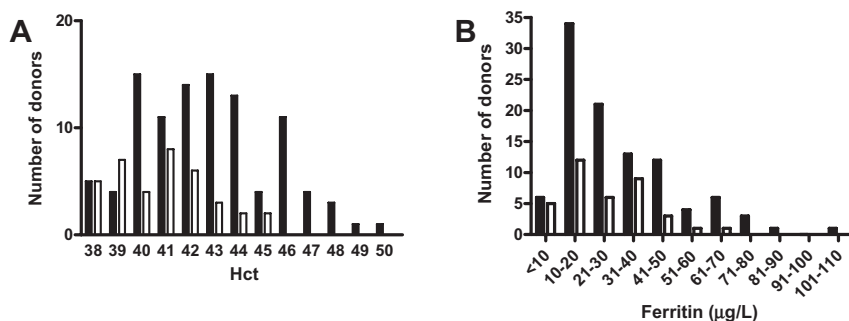 A
Number of donors
20
10
0
38 39 40 41 42 43 44 45 46 47 48 49 50
Hct
B
Number of donors
35
30
25
20
15
10
5
0
<10 10-20 21-30 31-40 41-50 51-60 61-70 71-80 81-90 91-100 101-110
Ferritin (μg/L)